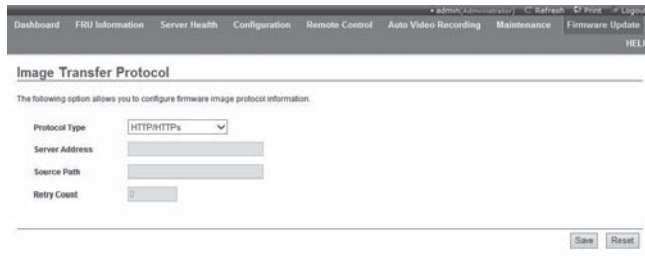 • admin(Administrator) Refresh Print Logou
Dashboard FRU Information Server Health Configuration Remote Control Auto Video Recording Maintenance Firmware Update
HELI
Image Transfer Protocol
The following option allows you to configure firmware image protocol information.
Protocol Type HTTP/HTTPs
Server Address
Source Path
Retry Count 0
Save Reset